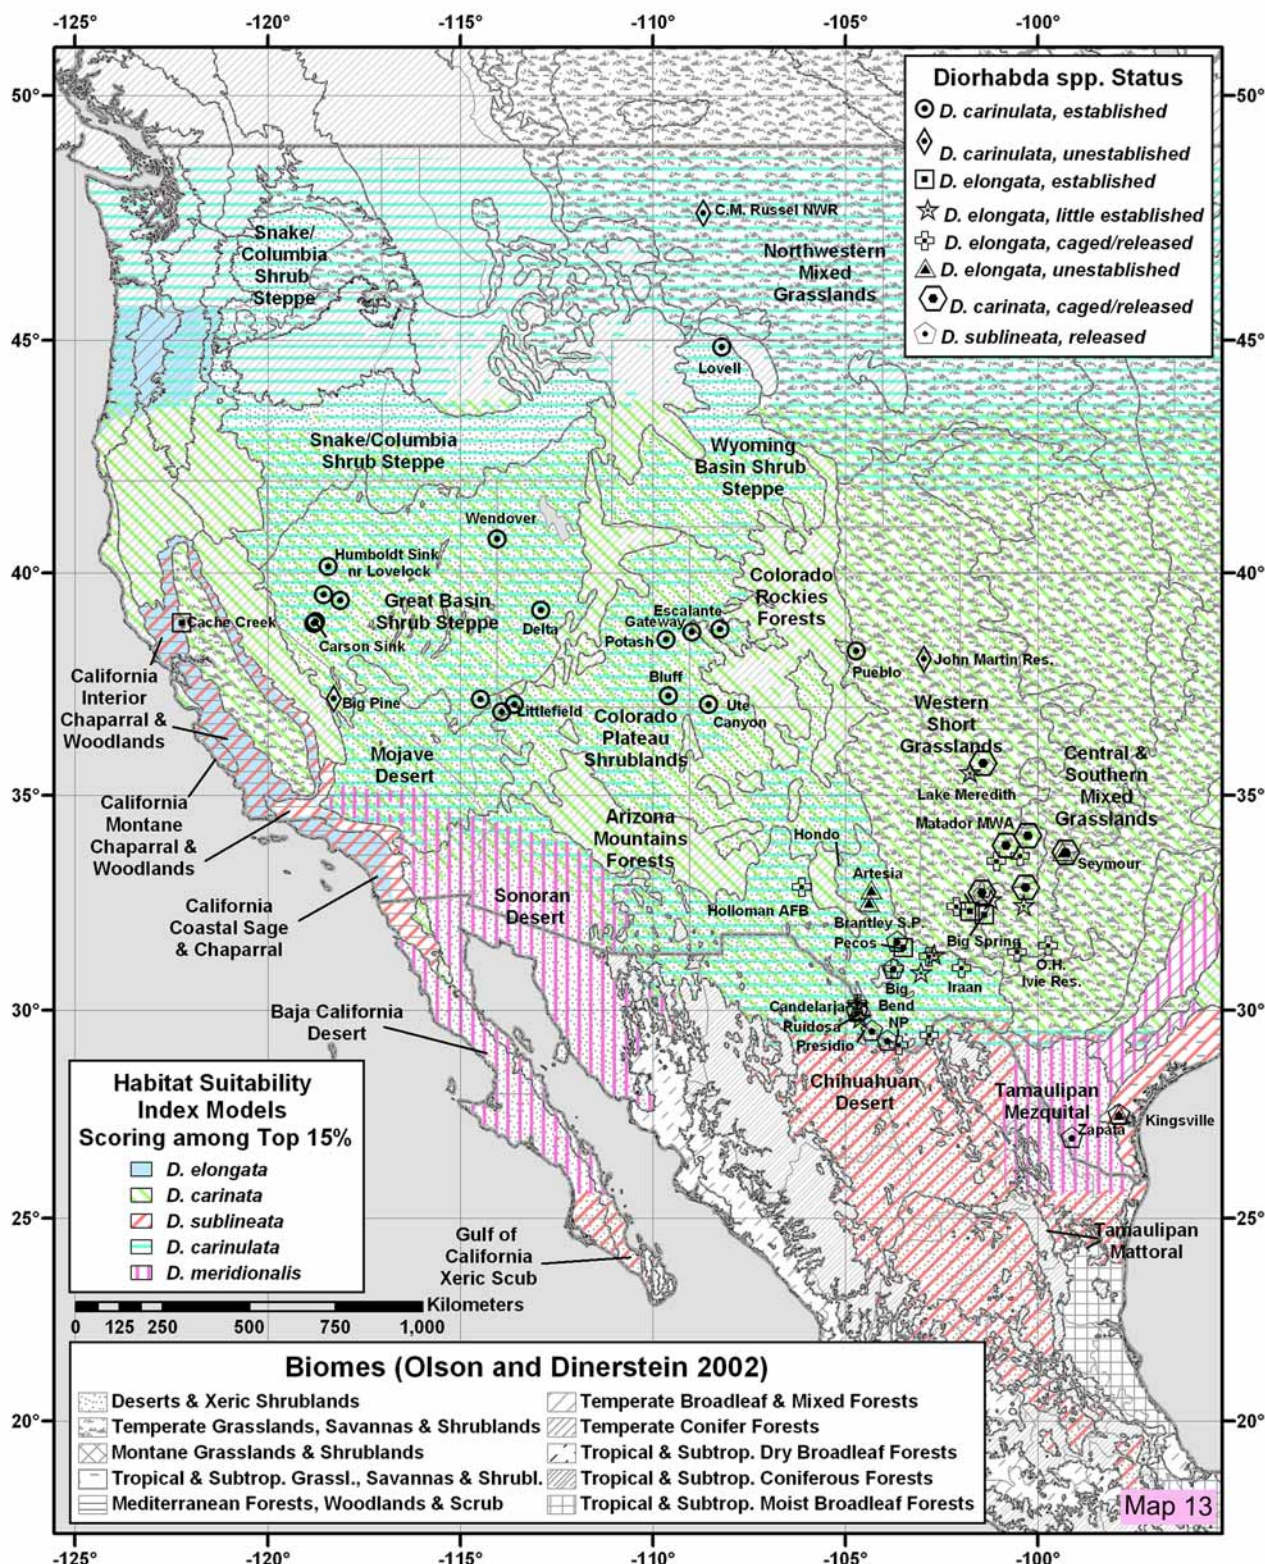 -125°
-120°
-115°
-110°
-105°
-100°
50°
50°
Diorhabda spp. Status
D. carinulata, established
D. carinulata, unestablished
D. elongata, established
D. elongata, little established
D. elongata, caged/released
D. elongata, unestablished
D. carinata, caged/released
D. sublineata, released
C.M. Russel NWR
Snake/
Columbia
Shrub
Steppe
Northwestern
Mixed
Grasslands
45°
45°
Lovell
Snake/Columbia
Shrub Steppe
Wyoming
Basin Shrub
Steppe
Wendover
Humboldt Sink
nr Lovelock
40°
40°
Great Basin
Shrub Steppe
Colorado
Rockies
Forests
Cache Creek
Carson Sink
Delta
Escalante
Gateway
Potash
Pueblo
John Martin Res.
California
Interior
Chaparral &
Woodlands
Big Pine
Bluff
Littlefield
Ute
Canyon
Colorado
Plateau
Shrublands
Western
Short
Grasslands
Mojave
Desert
Central &
Southern
Mixed
Grasslands
35°
35°
Lake Meredith
California
Montane
Chaparral &
Woodlands
Arizona
Mountains
Forests
Hondo
Matador MWA
Seymour
Artesia
California
Coastal Sage
& Chaparral
Sonoran
Desert
Holloman AFB
Brantley S.P
Pecos
Big Spring
O.H.
Ivie Res.
Iraan
Big
Bend
NP
Baja California
Desert
Candelaria
Ruidosa
Presidio
30°
30°
Chihuahuan
Desert
Tamaulipan
Mezquital
Zapata
Kingsville
Habitat Suitability
Index Models
Scoring among Top 15%
D. elongata
D. carinata
D. sublineata
D. carinulata
D. meridionalis
25°
25°
Gulf of
California
Xeric Scub
Tamaulipan
Mattoral
Kilometers
0 125 250 500 750 1,000
Biomes (Olson and Dinerstein 2002)
Deserts & Xeric Shrublands
Temperate Grasslands, Savannas & Shrublands
Montane Grasslands & Shrublands
Tropical & Subtrop. Grassl., Savannas & Shrubl.
Mediterranean Forests, Woodlands & Scrub
Temperate Broadleaf & Mixed Forests
Temperate Conifer Forests
Tropical & Subtrop. Dry Broadleaf Forests
Tropical & Subtrop. Coniferous Forests
Tropical & Subtrop. Moist Broadleaf Forests
20°
20°
Map 13
-125°
-120°
-115°
-110°
-105°
-100°